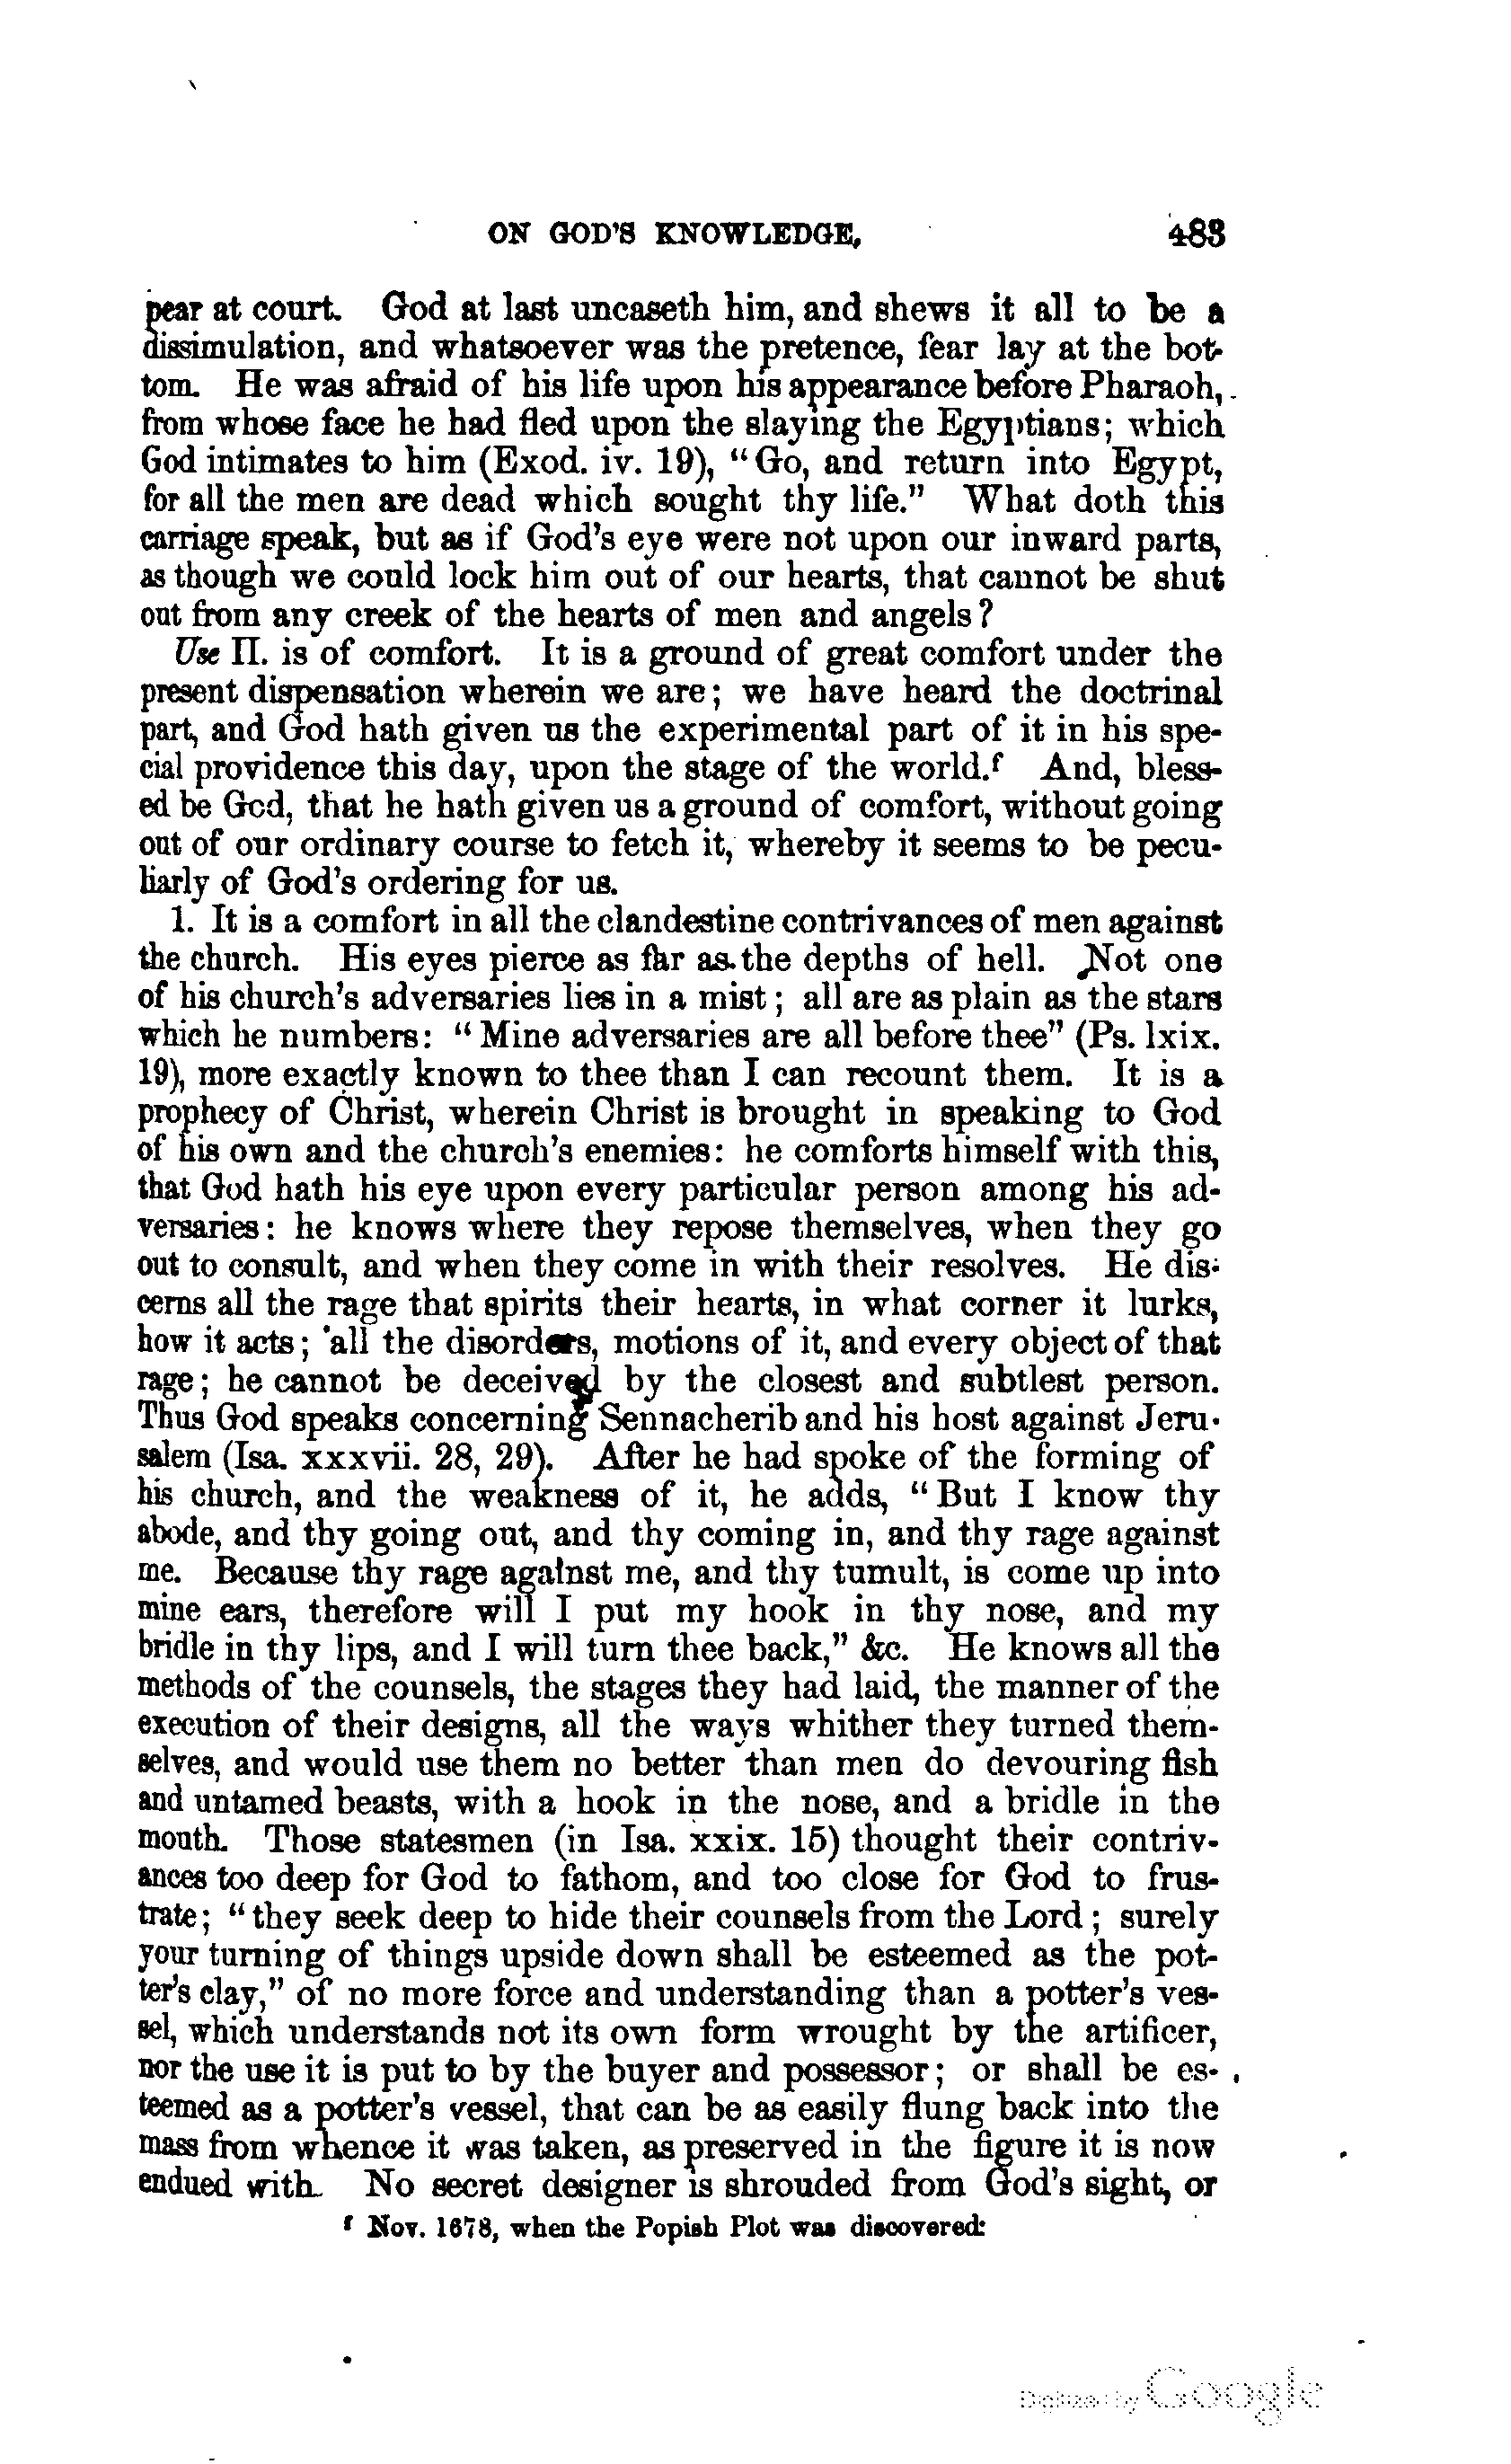 ON GOD'S KNOWLEDGE, 483
pear at court. God at last uncaseth him, and shews it all to be a
dissimulation, and whatsoever was the pretence, fear lay at the bot-
tom. He was afraid of his life upon his appearance before Pharaoh,
from whose face he had fled upon the slaying the Egyptians; which
God intimates to him (Exod. iv. 19), "Go, and return into Egypt,
for all the men are dead which sought thy life." What doth this
carriage speak, but as if God's eye were not upon our inward parts,
as though we could lock him out of our hearts, that cannot be shut
out from any creek of the hearts of men and angels?
Use II. is of comfort. It is a ground of great comfort under the
present dispensation wherein we are; we have heard the doctrinal
part, and God hath given us the experimental part of it in his spe-
cial providence this day, upon the stage of the world.f And, bless-
ed be God, that he hath given us a ground of comfort, without going
out of our ordinary course to fetch it, whereby it seems to be pecu-
liarly of God's ordering for us.
1. It is a comfort in all the clandestine contrivances of men against
the church. His eyes pierce as far as the depths of hell. Not one
of his church's adversaries lies in a mist; all are as plain as the stars
which he numbers: "Mine adversaries are all before thee" (Ps. lxix.
19), more exactly known to thee than I can recount them. It is a
prophecy of Christ, wherein Christ is brought in speaking to God
of his own and the church's enemies: he comforts himself with this,
that God hath his eye upon every particular person among his ad-
versaries: he knows where they repose themselves, when they go
out to consult, and when they come in with their resolves. He dis-
cerns all the rage that spirits their hearts, in what corner it lurks,
how it acts; all the disorders, motions of it, and every object of that
rage; he cannot be deceived by the closest and subtlest person.
Thus God speaks concerning Sennacherib and his host against Jeru-
salem (Isa. xxxvii. 28, 29). After he had spoke of the forming of
his church, and the weakness of it, he adds, "But I know thy
abode, and thy going out, and thy coming in, and thy rage against
me. Because thy rage against me, and thy tumult, is come up into
mine ears, therefore will I put my hook in thy nose, and my
bridle in thy lips, and I will turn thee back," &c. He knows all the
methods of the counsels, the stages they had laid, the manner of the
execution of their designs, all the ways whither they turned them-
selves, and would use them no better than men do devouring fish
and untamed beasts, with a hook in the nose, and a bridle in the
mouth. Those statesmen (in Isa. xxix. 15) thought their contriv-
ances too deep for God to fathom, and too close for God to frus-
trate; "they seek deep to hide their counsels from the Lord; surely
your turning of things upside down shall be esteemed as the pot-
ter's clay," of no more force and understanding than a potter's ves-
sel, which understands not its own form wrought by the artificer,
nor the use it is put to by the buyer and possessor; or shall be es-
teemed as a potter's vessel, that can be as easily flung back into the
mass from whence it was taken, as preserved in the figure it is now
endued with. No secret designer is shrouded from God's sight, or
f Nov. 1678, when the Popish Plot was discovered.
Digitized by Google